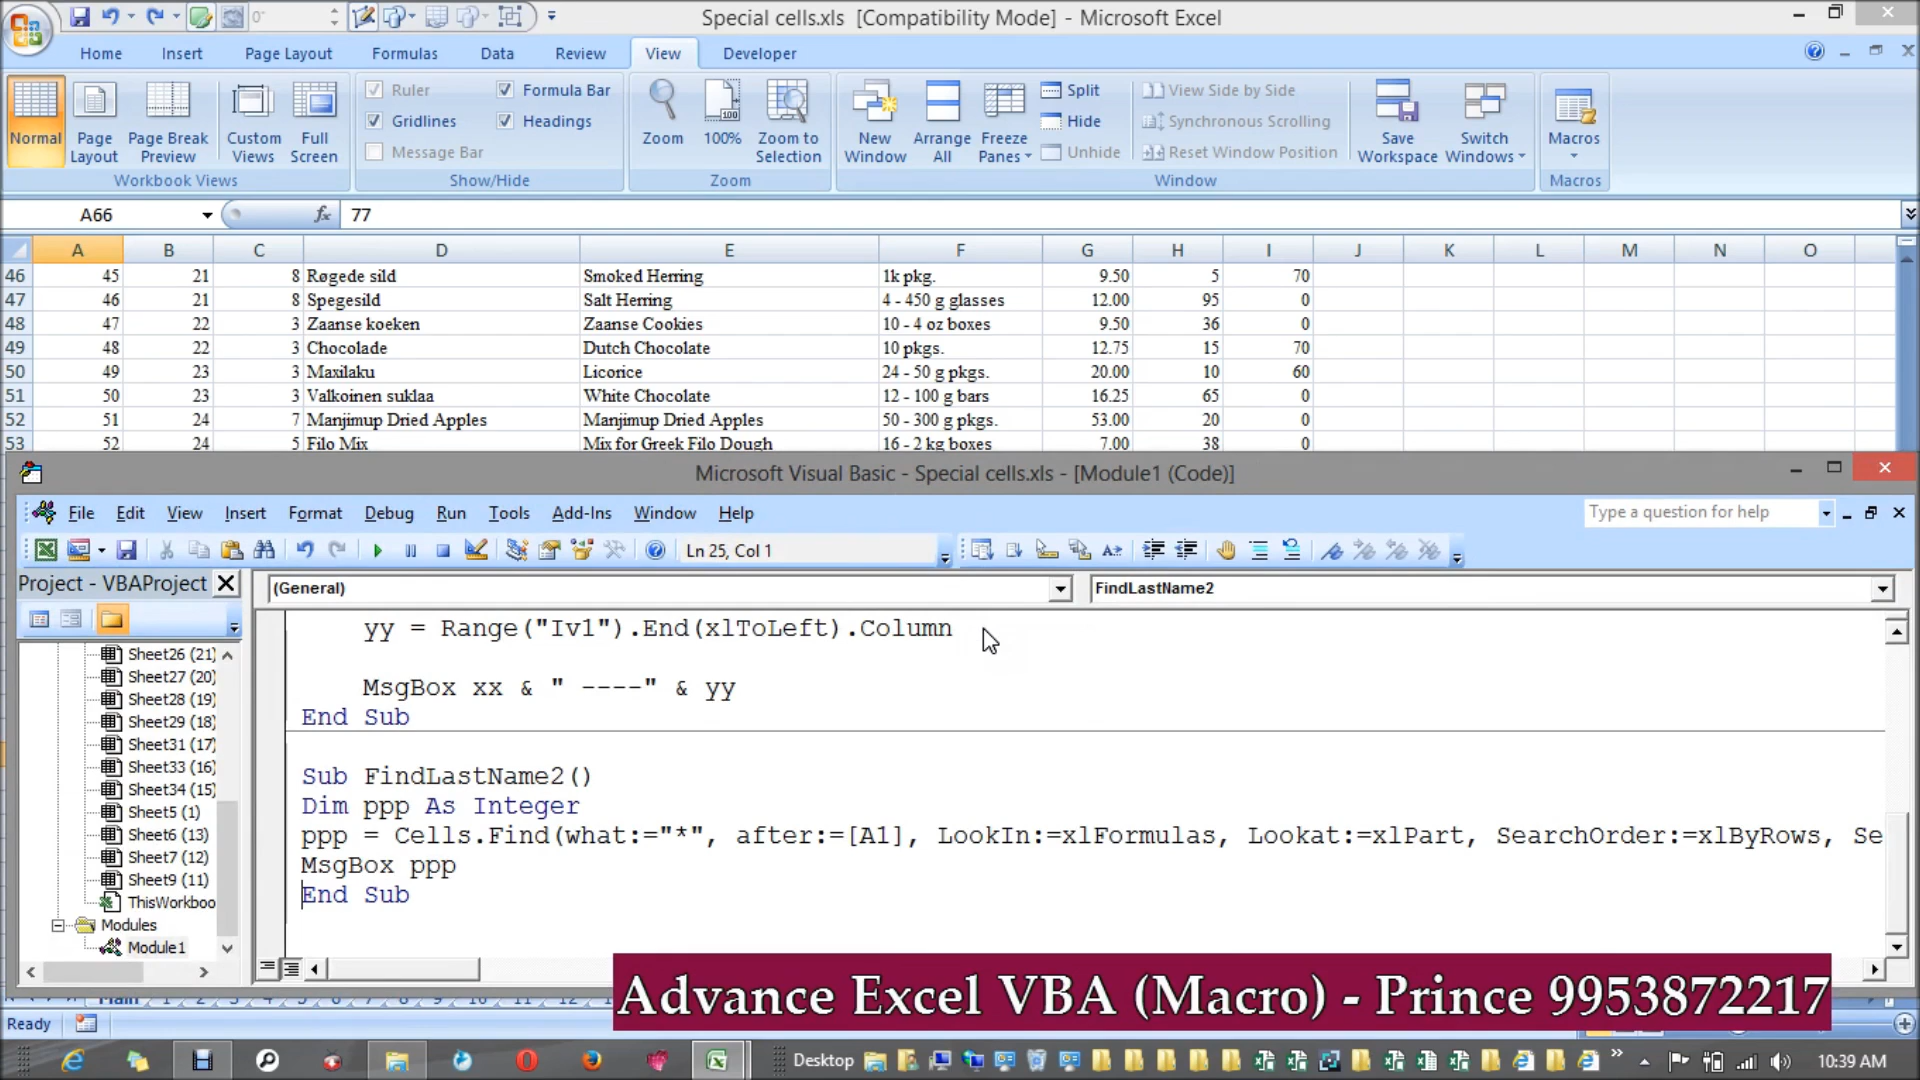 Special cells.xls [Compatibility Mode] - Microsoft Excel
Home Insert Page Layout Formulas Data Review View Developer
Normal
Page Layout
Page Break Preview
Custom Views
Full Screen
Workbook Views
Ruler Formula Bar
Gridlines Headings
Message Bar
Show/Hide
Zoom
100%
Zoom to Selection
Zoom
New Window
Arrange All
Freeze Panes
Split
Hide
Unhide
View Side by Side
Synchronous Scrolling
Reset Window Position
Save Workspace
Switch Windows
Window
Macros
Macros
A66 fx 77
A B C D E F G H I J K L M N O
46 45 21 8 Røgede sild Smoked Herring 1k pkg. 9.50 5 70
47 46 21 8 Spegesild Salt Herring 4 - 450 g glasses 12.00 95 0
48 47 22 3 Zaanse koeken Zaanse Cookies 10 - 4 oz boxes 9.50 36 0
49 48 22 3 Chocolade Dutch Chocolate 10 pkgs. 12.75 15 70
50 49 23 3 Maxilaku Licorice 24 - 50 g pkgs. 20.00 10 60
51 50 23 3 Valkoinen suklaa White Chocolate 12 - 100 g bars 16.25 65 0
52 51 24 7 Manjimup Dried Apples Manjimup Dried Apples 50 - 300 g pkgs. 53.00 20 0
53 52 24 5 Filo Mix Mix for Greek Filo Dough 16 - 2 kg boxes 7.00 38 0
Microsoft Visual Basic - Special cells.xls - [Module1 (Code)]
File Edit View Insert Format Debug Run Tools Add-Ins Window Help
Type a question for help
Ln 25, Col 1
Project - VBAProject
Sheet26 (21)
Sheet27 (20)
Sheet28 (19)
Sheet29 (18)
Sheet31 (17)
Sheet33 (16)
Sheet34 (15)
Sheet5 (1)
Sheet6 (13)
Sheet7 (12)
Sheet9 (11)
ThisWorkboo
Modules
Module1
(General) FindLastName2
yy = Range("Iv1").End(xlToLeft).Column
MsgBox xx & " ----" & yy
End Sub
Sub FindLastName2()
Dim ppp As Integer
ppp = Cells.Find(what:="*", after:=[A1], LookIn:=xlFormulas, Lookat:=xlPart, SearchOrder:=xlByRows, Se
MsgBox ppp
End Sub
Advance Excel VBA (Macro) - Prince 9953872217
Ready
Desktop
10:39 AM